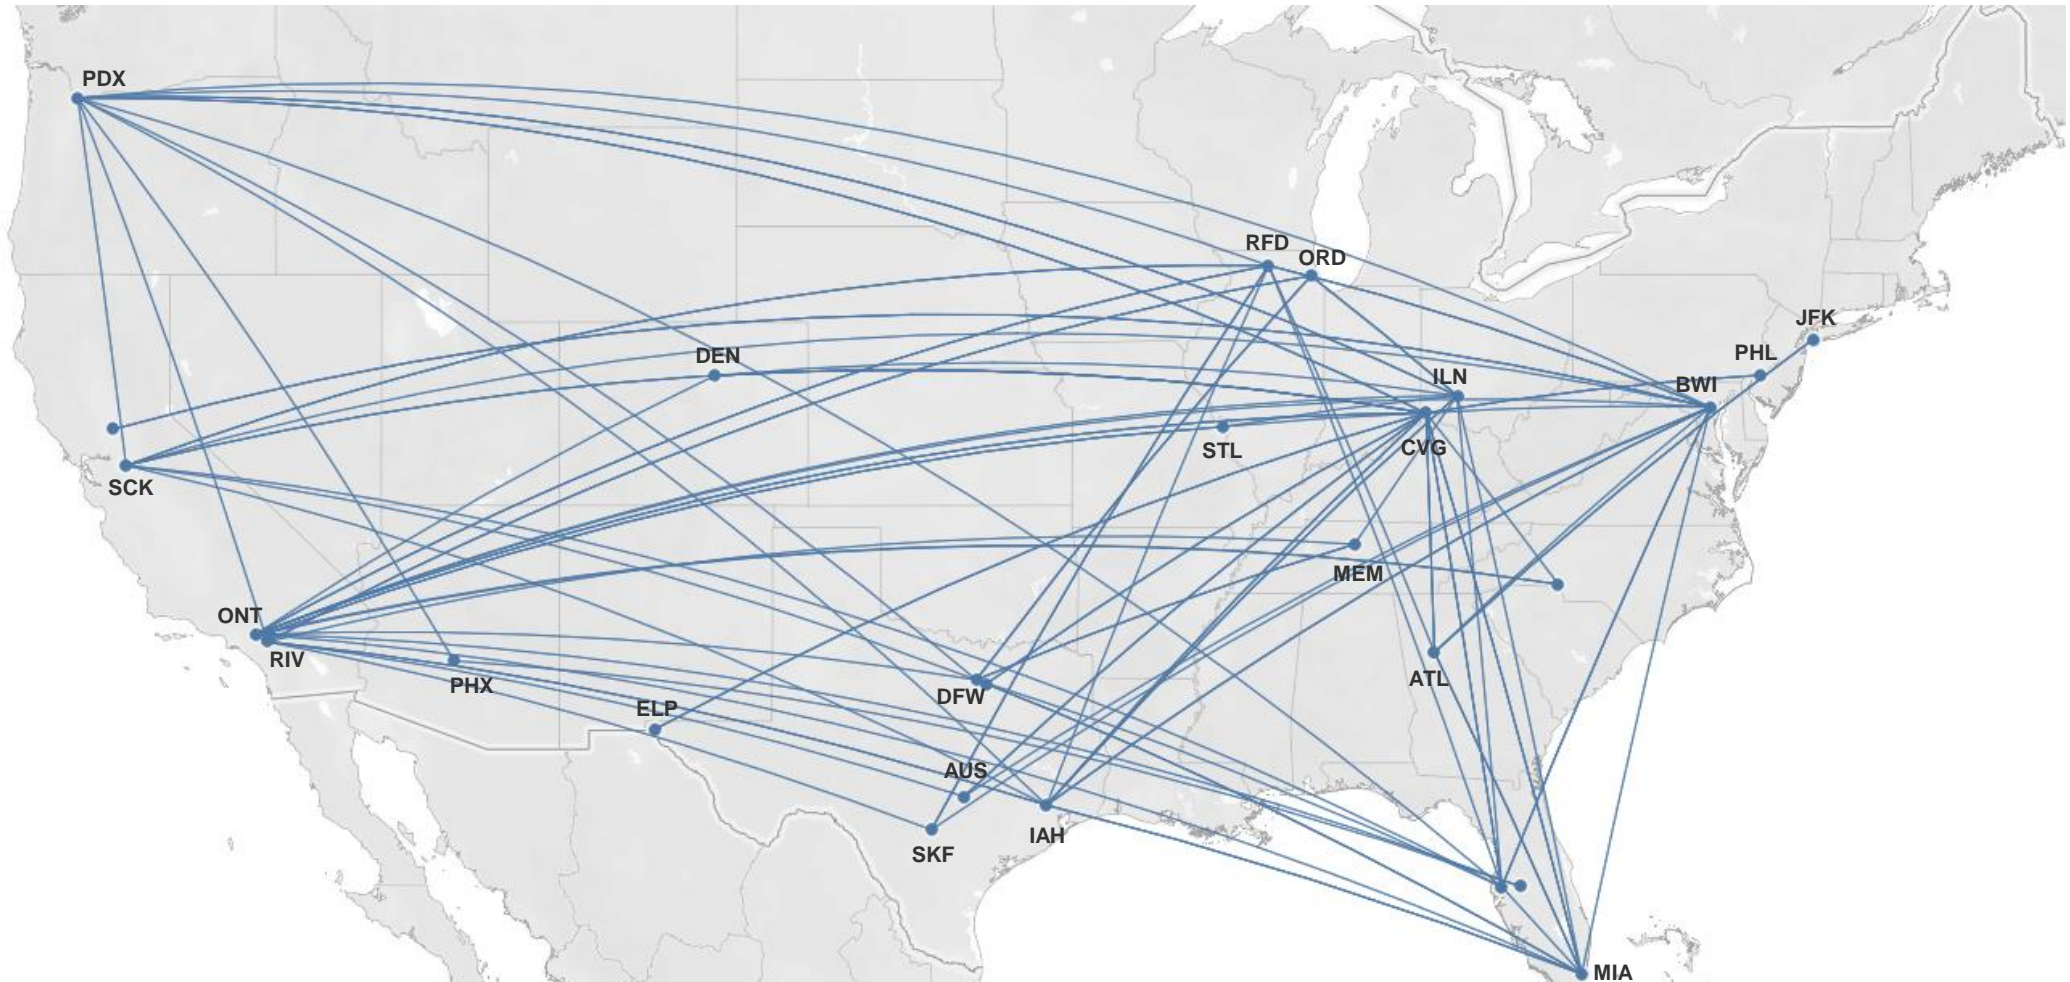 PDX
RFD
ORD
JFK
PHL
DEN
ILN
BWI
STL
CVG
SCK
MEM
ONT
RIV
PHX
DFW
ATL
ELP
AUS
IAH
SKF
MIA